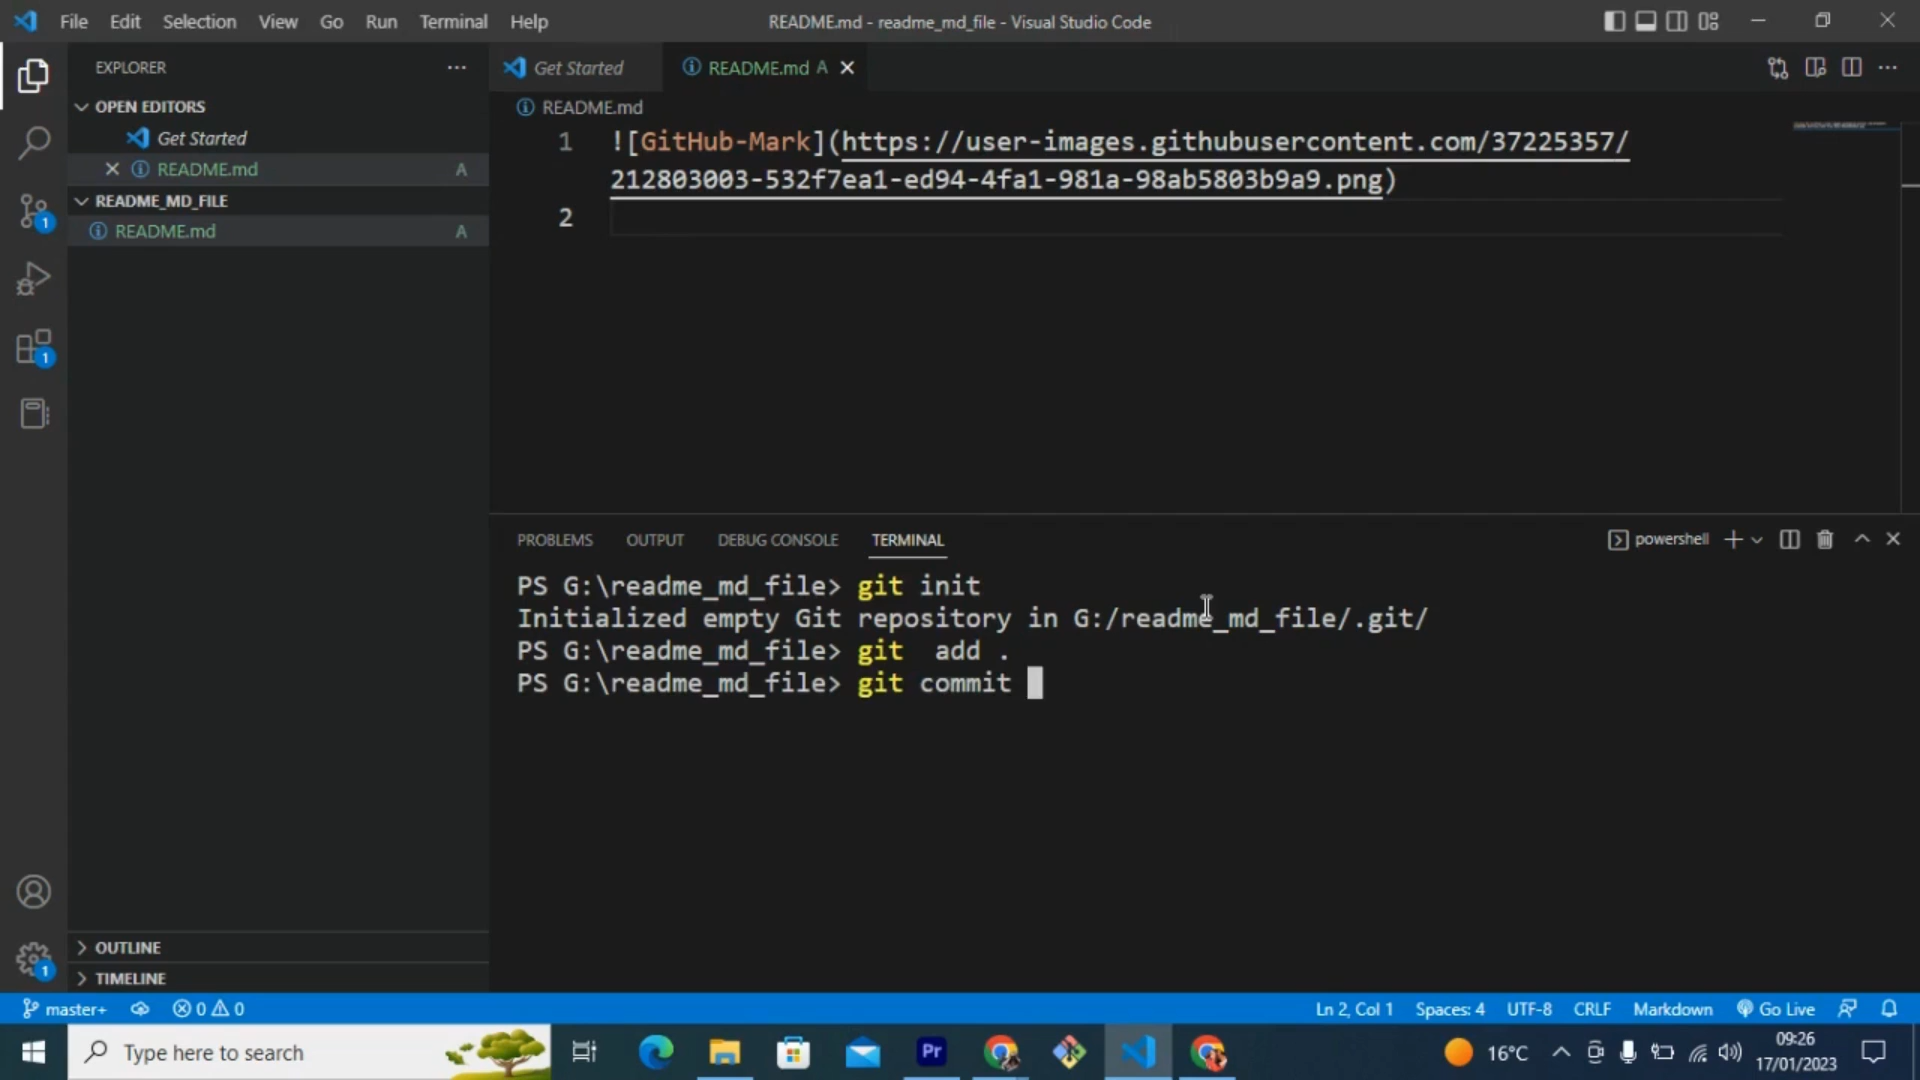 File Edit Selection View Go Run Terminal Help
README.md - readme_md_file - Visual Studio Code
EXPLORER
Get Started
README.md A
OPEN EDITORS
Get Started
README.md A
README_MD_FILE
README.md A
OUTLINE
TIMELINE
README.md
1 ![GitHub-Mark](https://user-images.githubusercontent.com/37225357/
212803003-532f7ea1-ed94-4fa1-981a-98ab5803b9a9.png)
2
PROBLEMS OUTPUT DEBUG CONSOLE TERMINAL
powershell
PS G:\readme_md_file> git init
Initialized empty Git repository in G:/readme_md_file/.git/
PS G:\readme_md_file> git  add .
PS G:\readme_md_file> git commit
1
1
1
master+ 0 0
Ln 2, Col 1 Spaces: 4 UTF-8 CRLF Markdown Go Live
Type here to search
Pr
16°C
09:26
17/01/2023